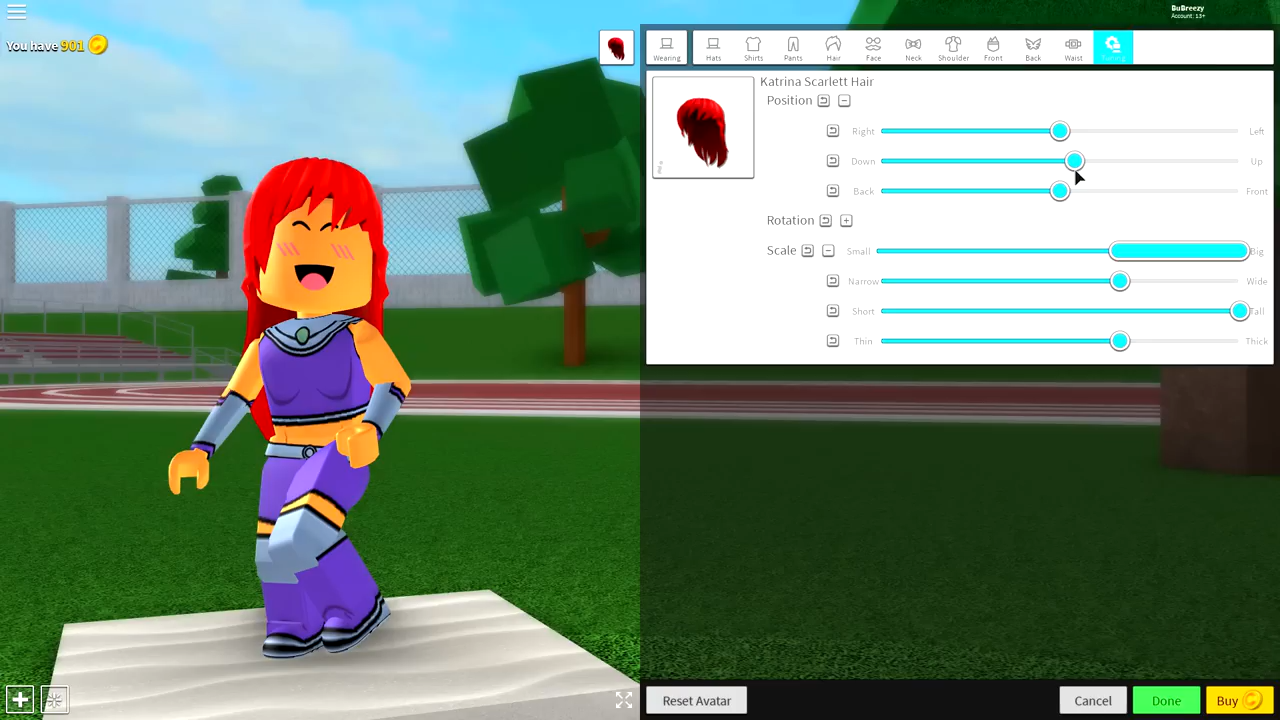 BuBreezy
Account: 13+
You have 901
Wearing
Hats
Shirts
Pants
Hair
Face
Neck
Shoulder
Front
Back
Waist
Katrina Scarlett Hair
Position
Right Left
Down Up
Back Front
Rotation
Scale Small Big
Narrow Wide
Short Tall
Thin Thick
Reset Avatar
Cancel
Done
Buy